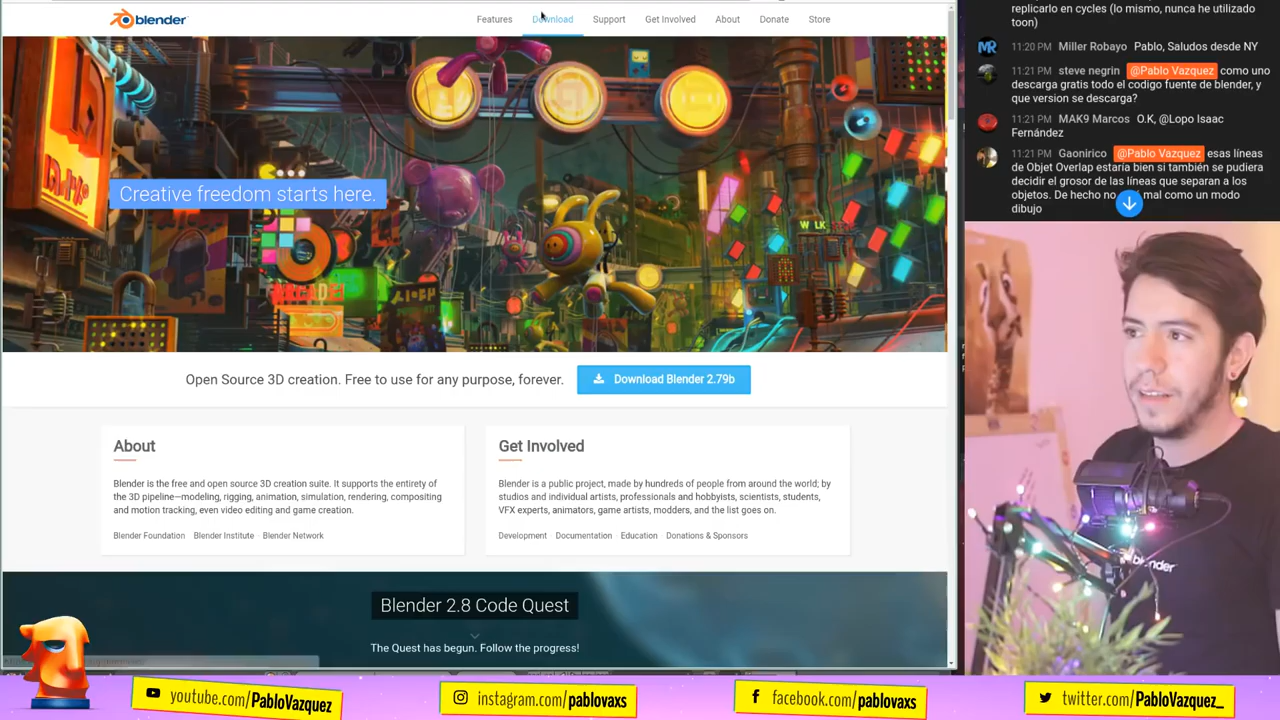 blender
Features Download Support Get Involved About Donate Store
Creative freedom starts here.
W LK
Open Source 3D creation. Free to use for any purpose, forever.
Download Blender 2.79b
About
Blender is the free and open source 3D creation suite. It supports the entirety of
the 3D pipeline—modeling, rigging, animation, simulation, rendering, compositing
and motion tracking, even video editing and game creation.
Blender Foundation Blender Institute Blender Network
Get Involved
Blender is a public project, made by hundreds of people from around the world; by
studios and individual artists, professionals and hobbyists, scientists, students,
VFX experts, animators, game artists, modders, and the list goes on.
Development Documentation Education Donations & Sponsors
Blender 2.8 Code Quest
The Quest has begun. Follow the progress!
replicarlo en cycles (lo mismo, nunca he utilizado
toon)
MR 11:20 PM Miller Robayo Pablo, Saludos desde NY
11:21 PM steve negrin @Pablo Vazquez como uno
descarga gratis todo el codigo fuente de blender, y
que version se descarga?
11:21 PM MAK9 Marcos O.K, @Lopo Isaac
Fernández
11:21 PM Gaonirico @Pablo Vazquez esas líneas
de Objet Overlap estaría bien si también se pudiera
decidir el grosor de las líneas que separan a los
objetos. De hecho no mal como un modo
dibujo
blender
youtube.com/PabloVazquez
instagram.com/pablovaxs
facebook.com/pablovaxs
twitter.com/PabloVazquez_